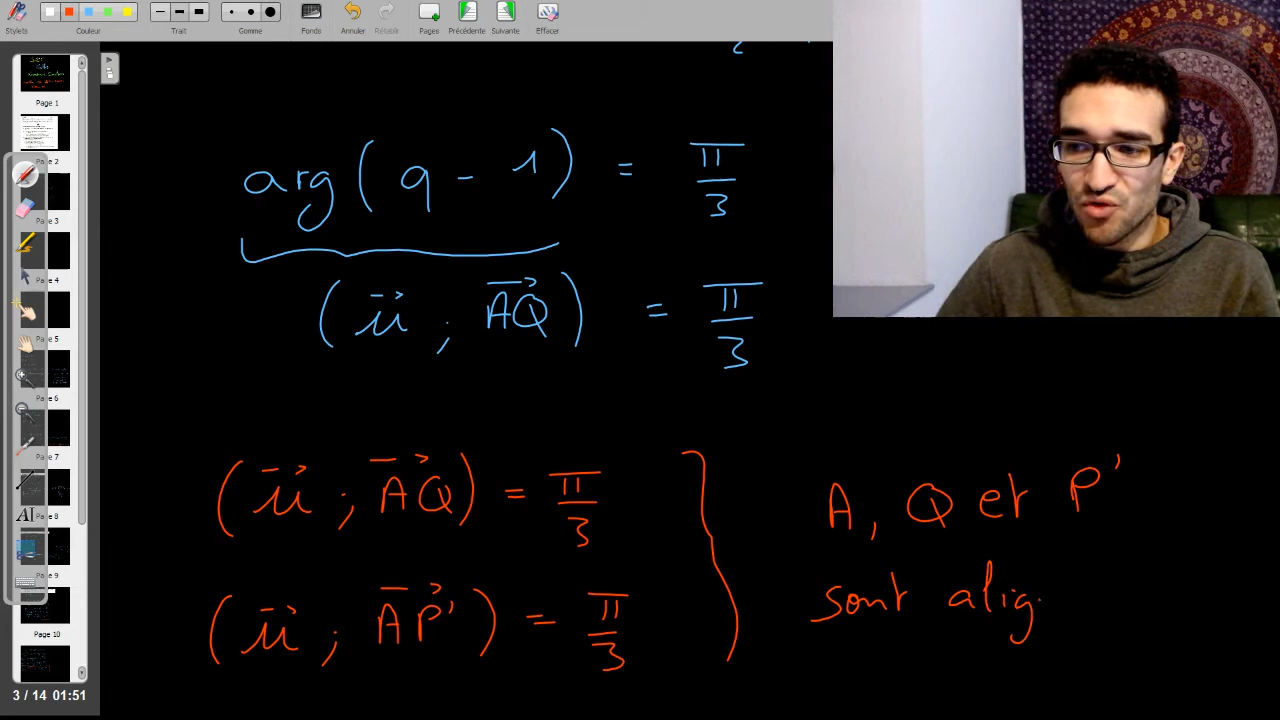 Stylets Couleur Trait Gomme Fonds Annuler Rétablir Pages Précédente Suivante Effacer
Page 1
Page 2
Page 3
Page 4
Page 5
Page 6
Page 7
Page 8
Page 9
Page 10
3 / 14 01:51
arg(q - 1) = π/3
(u⃗ ; AQ⃗) = π/3
(u⃗ ; AQ⃗) = π/3
(u⃗ ; AP'⃗) = π/3
A, Q et P'
sont alig.